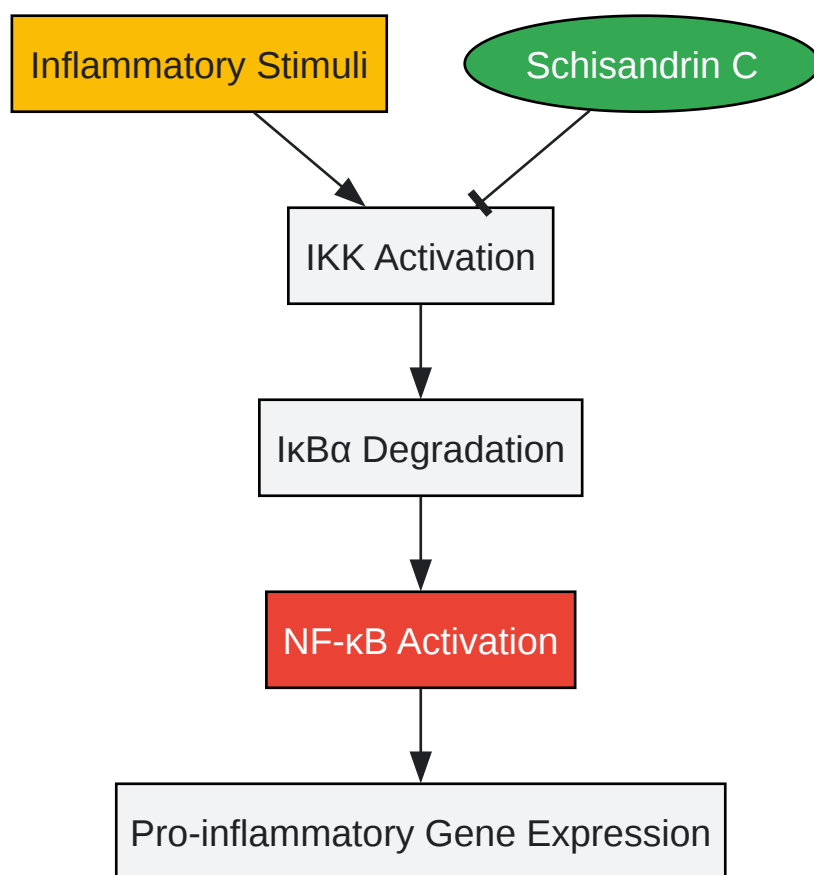 Inflammatory Stimuli
Schisandrin C
IKK Activation
IκBα Degradation
NF-κB Activation
Pro-inflammatory Gene Expression